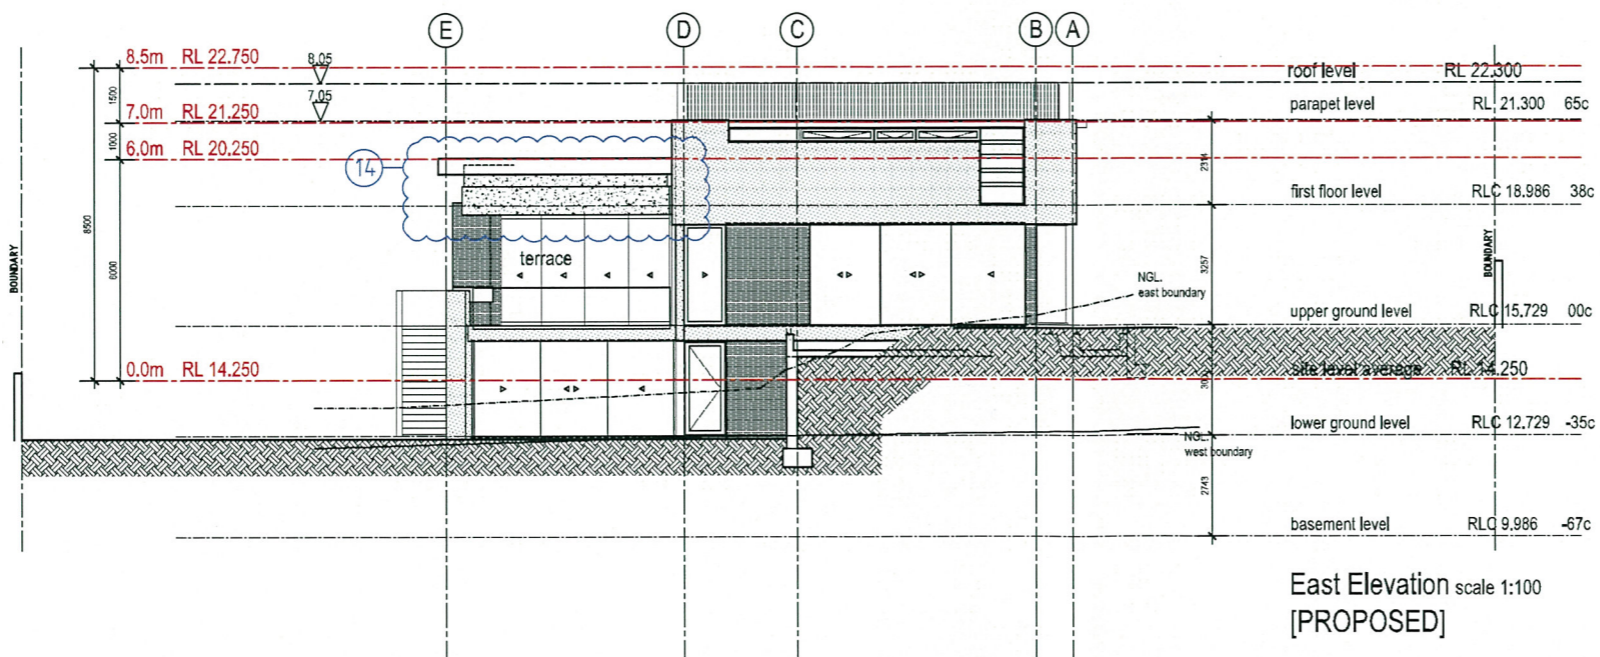 E
D
C
B
A
8.5m RL 22.750
8.05
roof level RL 22.300
1500
7.05
parapet level RL 21.300 65c
7.0m RL 21.250
1000
6.0m RL 20.250
14
2314
first floor level RLC 18.986 38c
8500
6000
BOUNDARY
terrace
3257
BOUNDARY
NGL.
east boundary
upper ground level RLC 15.729 00c
0.0m RL 14.250
site level average RL 14.250
lower ground level RLC 12.729 -35c
NGL.
west boundary
2743
basement level RLC 9.986 -67c
East Elevation scale 1:100
[PROPOSED]